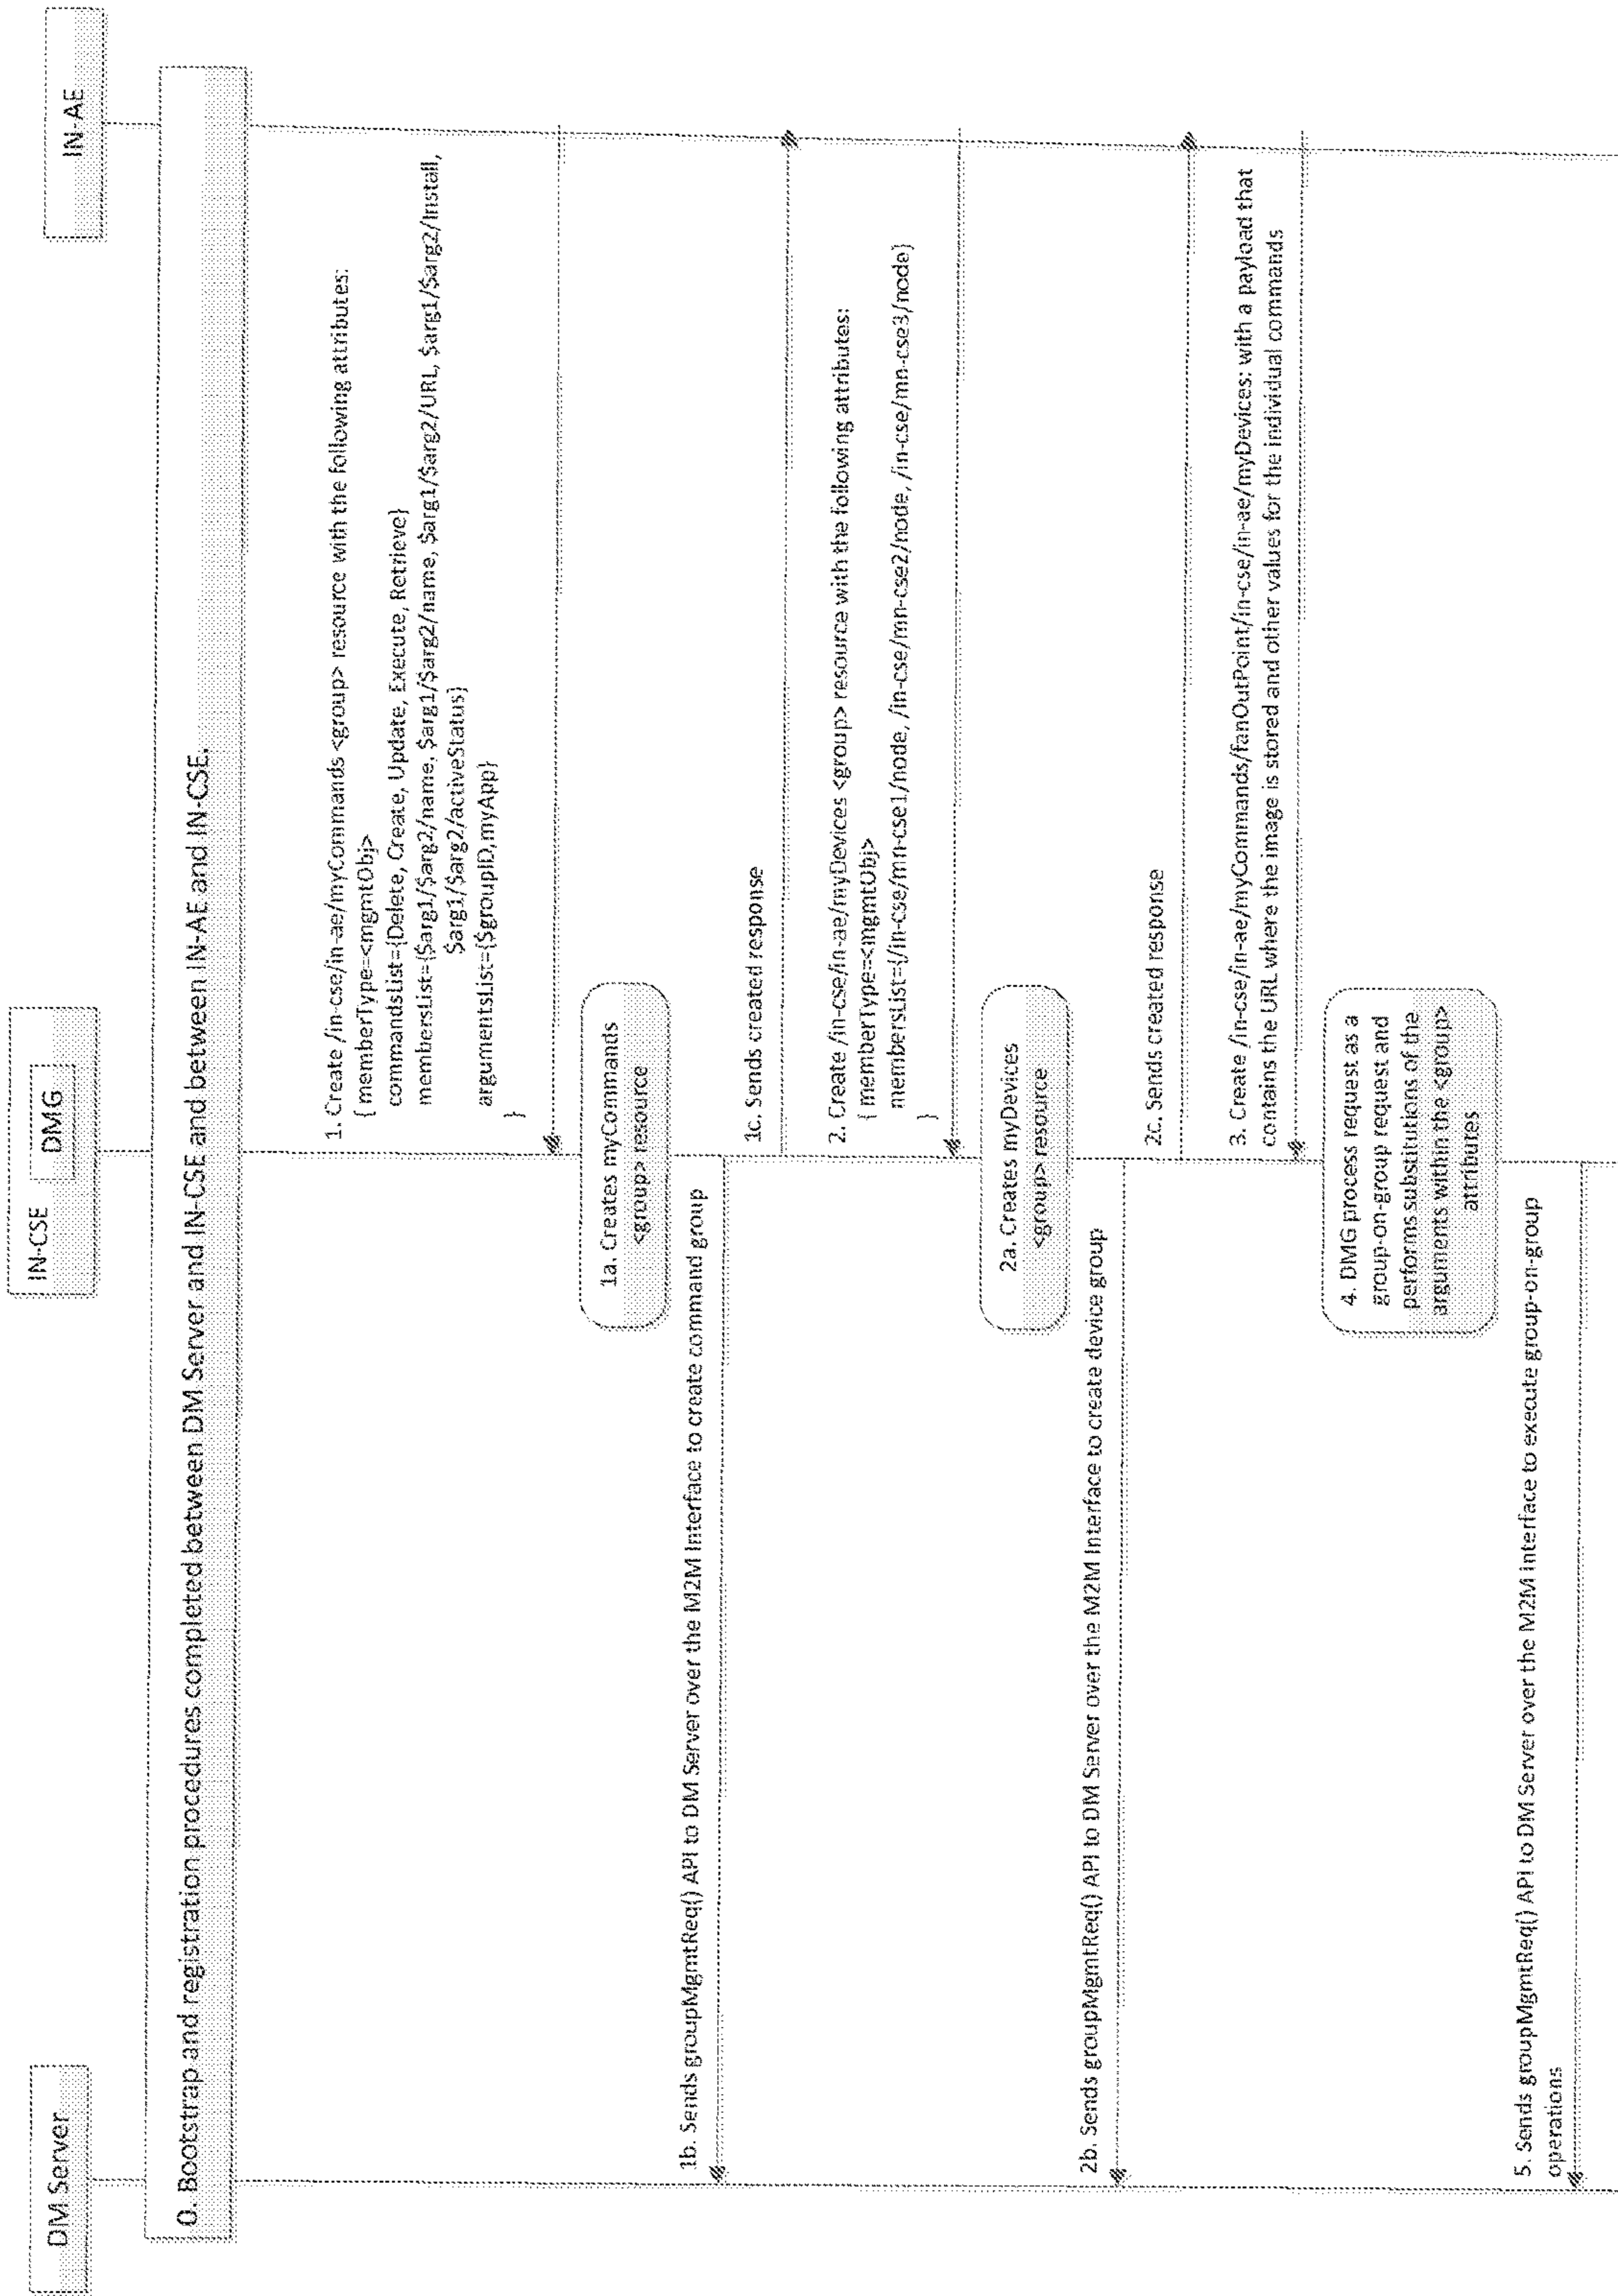 DM Server
IN-CSE
DMG
IN-AE
0. Bootstrap and registration procedures completed between DM Server and IN-CSE and between IN-AE and IN-CSE.
1. Create /in-cse/in-ae/myCommands <group> resource with the following attributes:
{ memberType=<mgmtObj>
commandsList={Delete, Create, Update, Execute, Retrieve}
membersList={$arg1/$arg2/name, $arg1/$arg2/name, $arg1/$arg2/URL, $arg1/$arg2/Install,
$arg1/$arg2/activeStatus}
argumentsList={$groupID,myApp}
}
1a. Creates myCommands
<group> resource
1b. Sends groupMgmtReq() API to DM Server over the M2M Interface to create command group
1c. Sends created response
2. Create /in-cse/in-ae/myDevices <group> resource with the following attributes:
{ memberType=<mgmtObj>
membersList={/in-cse/mn-cse1/node, /in-cse/mn-cse2/node, /in-cse/mn-cse3/node}
}
2a. Creates myDevices
<group> resource
2b. Sends groupMgmtReq() API to DM Server over the M2M Interface to create device group
2c. Sends created response
3. Create /in-cse/in-ae/myCommands/fanOutPoint/in-cse/in-ae/myDevices: with a payload that
contains the URL where the image is stored and other values for the individual commands
4. DMG process request as a
group-on-group request and
performs substitutions of the
arguments within the <group>
attributes
5. Sends groupMgmtReq() API to DM Server over the M2M Interface to execute group-on-group
operations